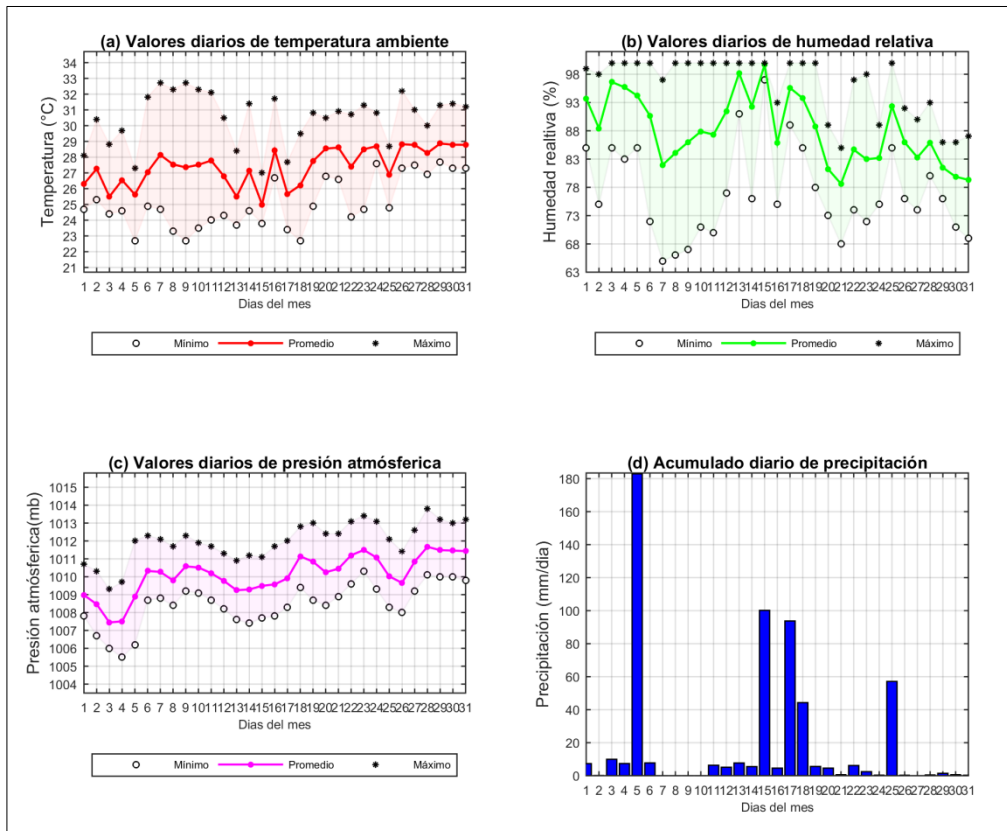 (a) Valores diarios de temperatura ambiente
Temperatura (°C)
34
33
32
31
30
29
28
27
26
25
24
23
22
21
1 2 3 4 5 6 7 8 9 10 11 12 13 14 15 16 17 18 19 20 21 22 23 24 25 26 27 28 29 30 31
Dias del mes
Mínimo Promedio Máximo
(b) Valores diarios de humedad relativa
Humedad realtiva (%)
98
93
88
83
78
73
68
63
1 2 3 4 5 6 7 8 9 10 11 12 13 14 15 16 17 18 19 20 21 22 23 24 25 26 27 28 29 30 31
Dias del mes
Mínimo Promedio Máximo
(c) Valores diarios de presión atmósferica
Presión atmósferica(mb)
1015
1014
1013
1012
1011
1010
1009
1008
1007
1006
1005
1004
1 2 3 4 5 6 7 8 9 10 11 12 13 14 15 16 17 18 19 20 21 22 23 24 25 26 27 28 29 30 31
Dias del mes
Mínimo Promedio Máximo
(d) Acumulado diario de precipitación
Precipitación (mm/dia)
180
160
140
120
100
80
60
40
20
0
1 2 3 4 5 6 7 8 9 10 11 12 13 14 15 16 17 18 19 20 21 22 23 24 25 26 27 28 29 30 31
Dias del mes